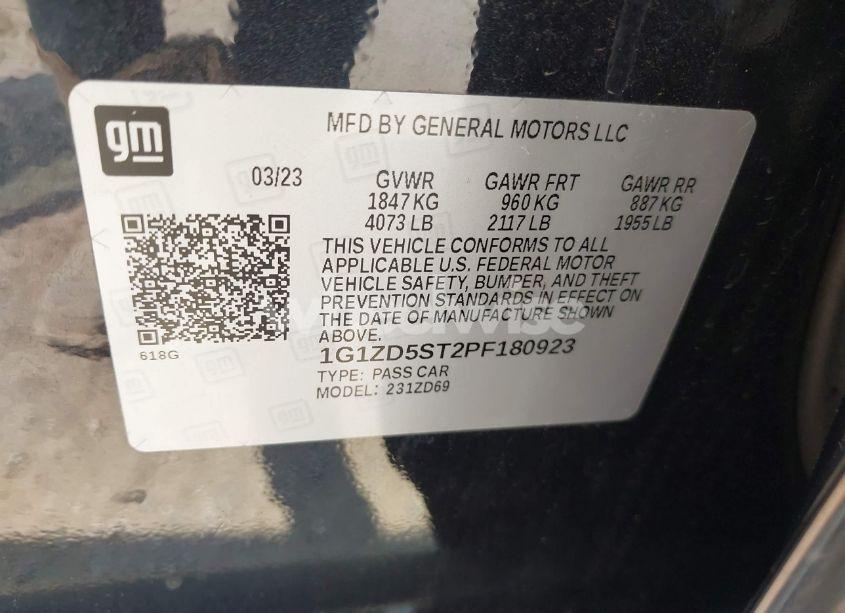 gm
MFD BY GENERAL MOTORS LLC
03/23
GVWR GAWR FRT GAWR RR
1847 KG 960 KG 887 KG
4073 LB 2117 LB 1955 LB
THIS VEHICLE CONFORMS TO ALL
APPLICABLE U.S. FEDERAL MOTOR
VEHICLE SAFETY, BUMPER, AND THEFT
PREVENTION STANDARDS IN EFFECT ON
THE DATE OF MANUFACTURE SHOWN
ABOVE.
618G
1G1ZD5ST2PF180923
TYPE: PASS CAR
MODEL: 231ZD69